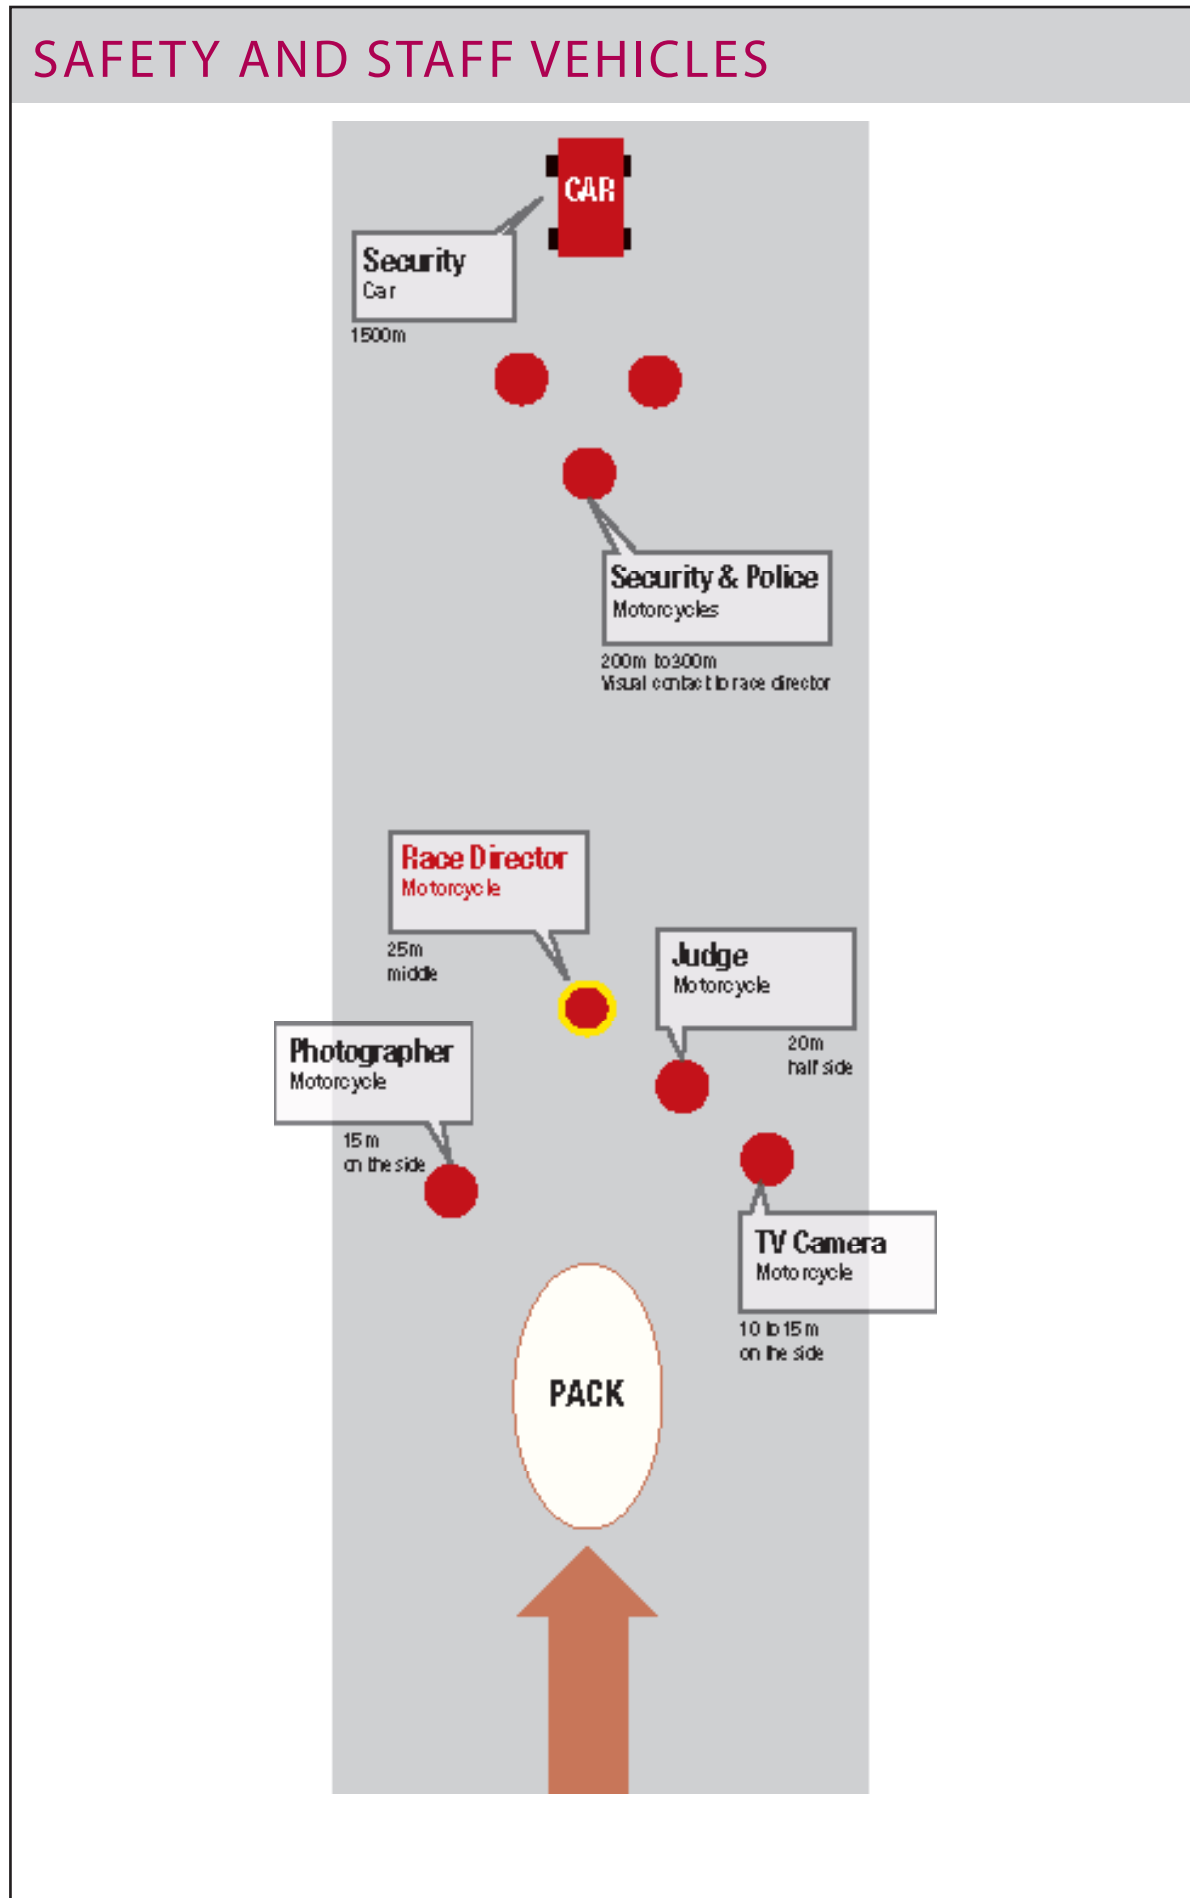 SAFETY AND STAFF VEHICLES
CAR
Security
Car
1500m
Security & Police
Motorcycles
200m to300m
Visual contact to race director
Race Director
Motorcycle
25m
middle
Judge
Motorcycle
20m
half side
Photographer
Motorcycle
15m
on the side
TV Camera
Motorcycle
10 to 15m
on the side
PACK